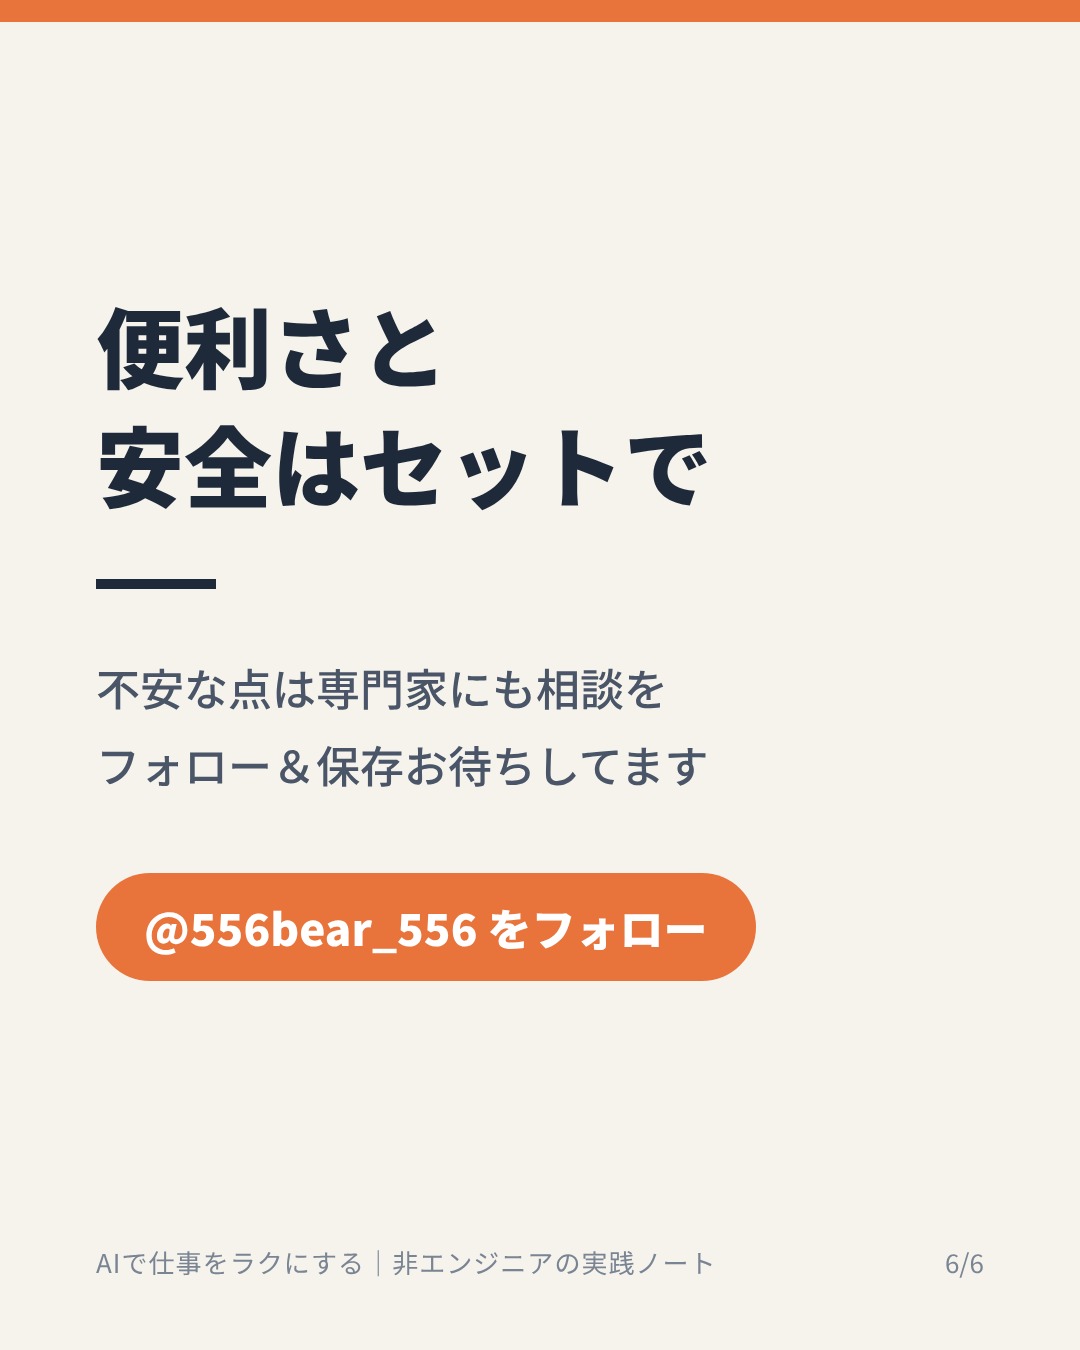 便利さと
安全はセットで
不安な点は専門家にも相談を
フォロー＆保存お待ちしてます
@556bear_556 をフォロー
AIで仕事をラクにする｜非エンジニアの実践ノート
6/6